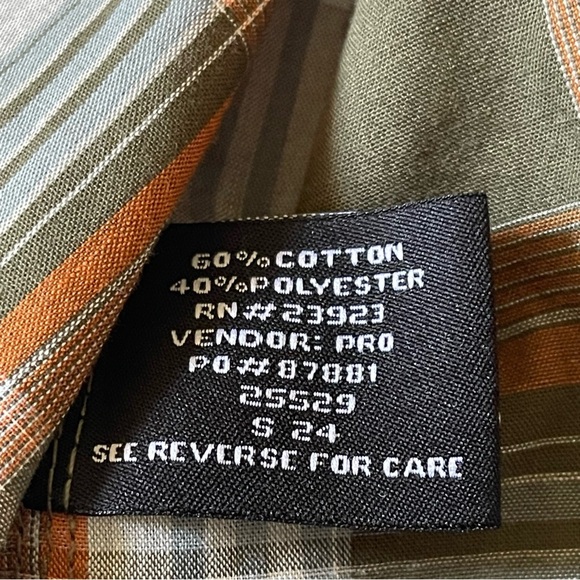 60% COTTON
40% POLYESTER
RN# 23923
VENDOR: PRO
PO# 87881
25529
S 24
SEE REVERSE FOR CARE